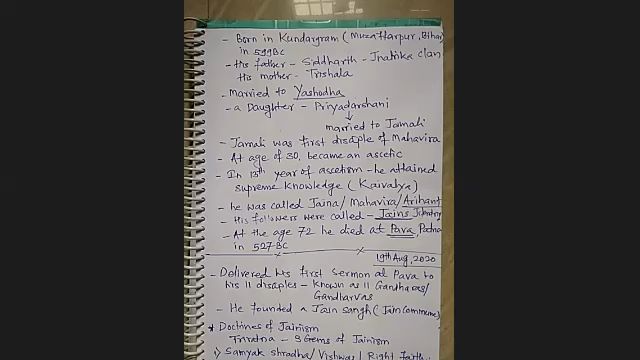 - Born in Kundargram (Muzaffarpur, Bihar)
in 599BC
- His father - Siddharth - Jnatrika clan
His mother - Trishala
- Married to Yashodha
- a Daughter - Priyadarshani
↓
married to Jamali
- Jamali was first disciple of Mahavira
- At age of 30, became an ascetic
- In 13th year of ascetism - he attained
supreme knowledge (Kaivalya)
- he was called Jaina / Mahavira / Arihant
- His followers were called - Jains
- At the age 72 he died at Pava, Patna
in 527 BC
19th Aug, 2020
- Delivered his first Sermon at Pava to
his 11 disciples - known as 11 Gandharas/
Gandharvas
- He founded a Jain Sangh (Jain Commune)
* Doctrines of Jainism
Triratna - 3 Gems of Jainism
Samyak Shradha / Vishwas / Right faith